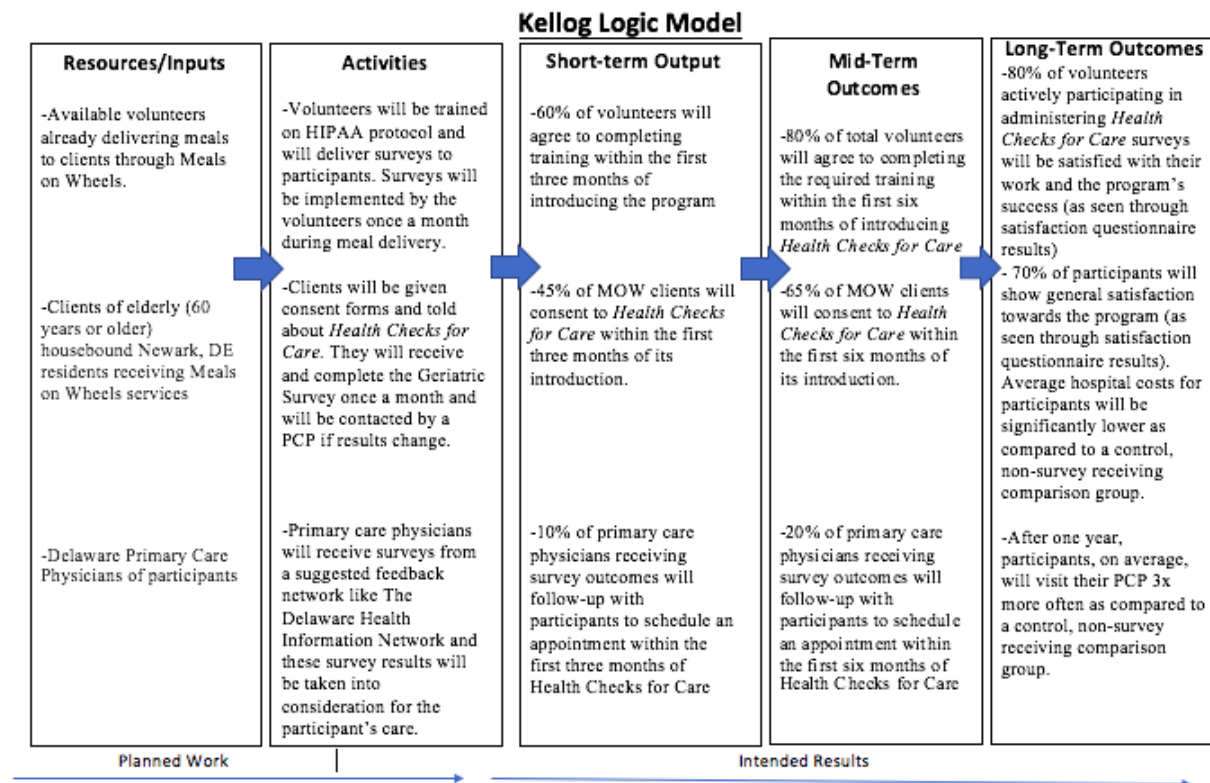 Kellog Logic Model
Resources/Inputs
-Available volunteers
already delivering meals
to clients through Meals
on Wheels.
-Clients of elderly (60
years or older)
housebound Newark, DE
residents receiving Meals
on Wheels services
-Delaware Primary Care
Physicians of participants
Activities
-Volunteers will be trained
on HIPAA protocol and
will deliver surveys to
participants. Surveys will
be implemented by the
volunteers once a month
during meal delivery.
-Clients will be given
consent forms and told
about Health Checks for
Care. They will receive
and complete the Geriatric
Survey once a month and
will be contacted by a
PCP if results change.
-Primary care physicians
will receive surveys from
a suggested feedback
network like The
Delaware Health
Information Network and
these survey results will
be taken into
consideration for the
participant's care.
Short-term Output
-60% of volunteers will
agree to completing
training within the first
three months of
introducing the program
-45% of MOW clients will
consent to Health Checks
for Care within the first
three months of its
introduction.
-10% of primary care
physicians receiving
survey outcomes will
follow-up with
participants to schedule an
appointment within the
first three months of
Health Checks for Care
Mid-Term
Outcomes
-80% of total volunteers
will agree to completing
the required training
within the first six
months of introducing
Health Checks for Care
-65% of MOW clients
will consent to Health
Checks for Care within
the first six months of
its introduction.
-20% of primary care
physicians receiving
survey outcomes will
follow-up with
participants to schedule
an appointment within
the first six months of
Health Checks for Care
Long-Term Outcomes
-80% of volunteers
actively participating in
administering Health
Checks for Care surveys
will be satisfied with their
work and the program's
success (as seen through
satisfaction questionnaire
results)
- 70% of participants will
show general satisfaction
towards the program (as
seen through satisfaction
questionnaire results).
Average hospital costs for
participants will be
significantly lower as
compared to a control,
non-survey receiving
comparison group.
-After one year,
participants, on average,
will visit their PCP 3x
more often as compared to
a control, non-survey
receiving comparison
group.
Planned Work
Intended Results